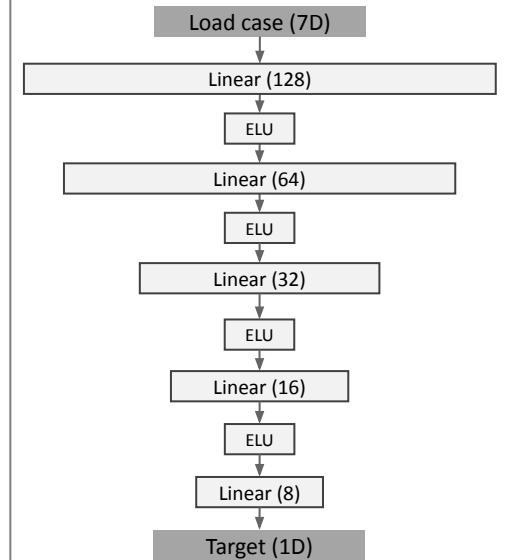 Load case (7D)
Linear (128)
ELU
Linear (64)
ELU
Linear (32)
ELU
Linear (16)
ELU
Linear (8)
Target (1D)